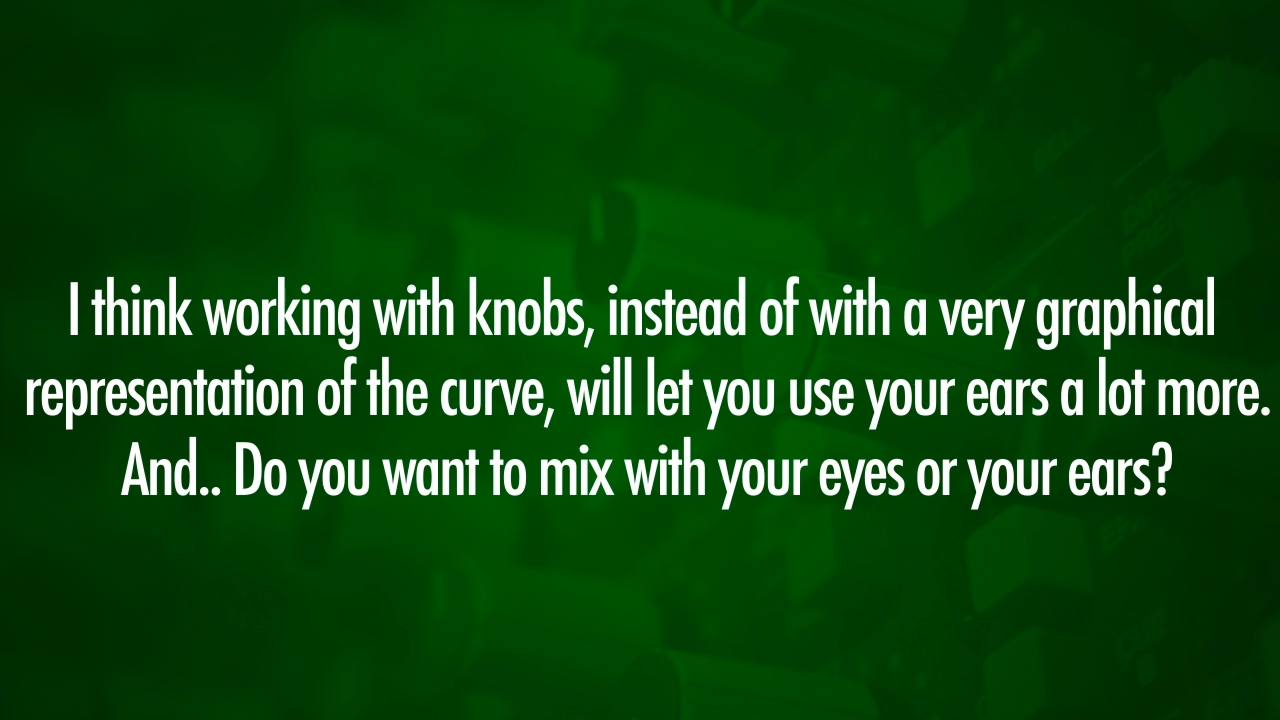 I think working with knobs, instead of with a very graphical
representation of the curve, will let you use your ears a lot more.
And.. Do you want to mix with your eyes or your ears?